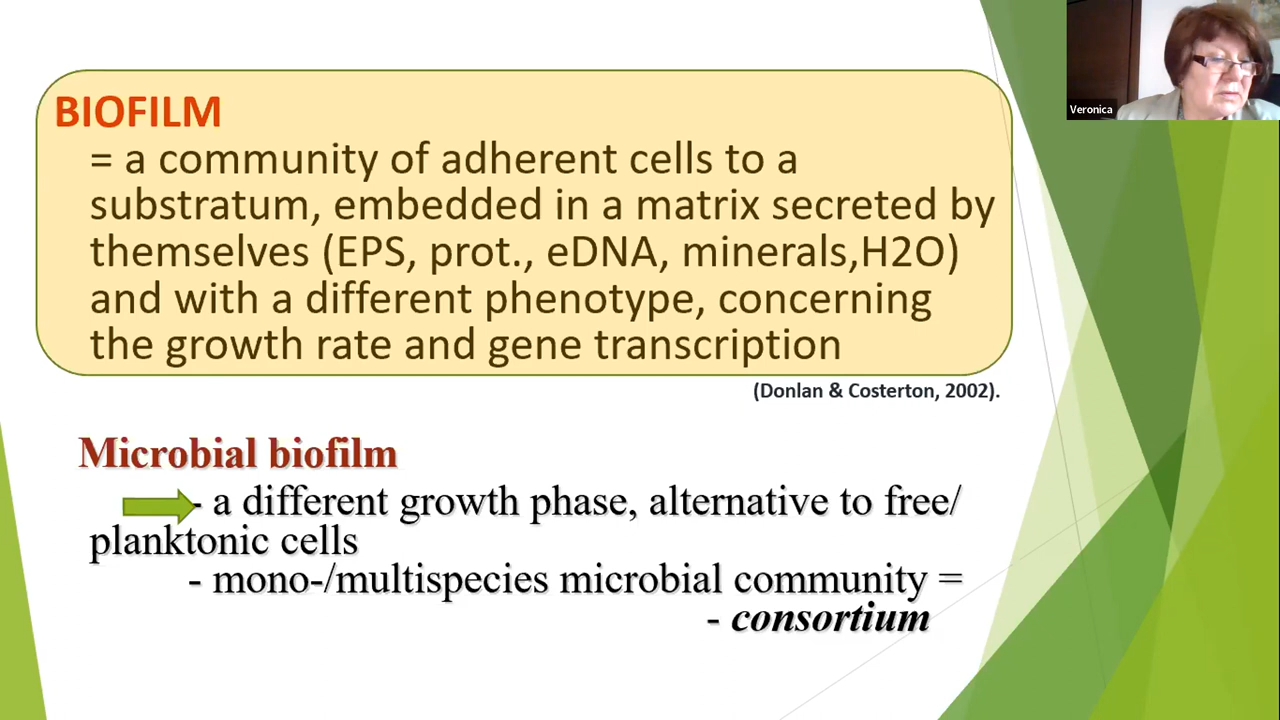 BIOFILM
= a community of adherent cells to a
substratum, embedded in a matrix secreted by
themselves (EPS, prot., eDNA, minerals,H2O)
and with a different phenotype, concerning
the growth rate and gene transcription
(Donlan & Costerton, 2002).
Microbial biofilm
- a different growth phase, alternative to free/
planktonic cells
- mono-/multispecies microbial community =
- consortium
Veronica